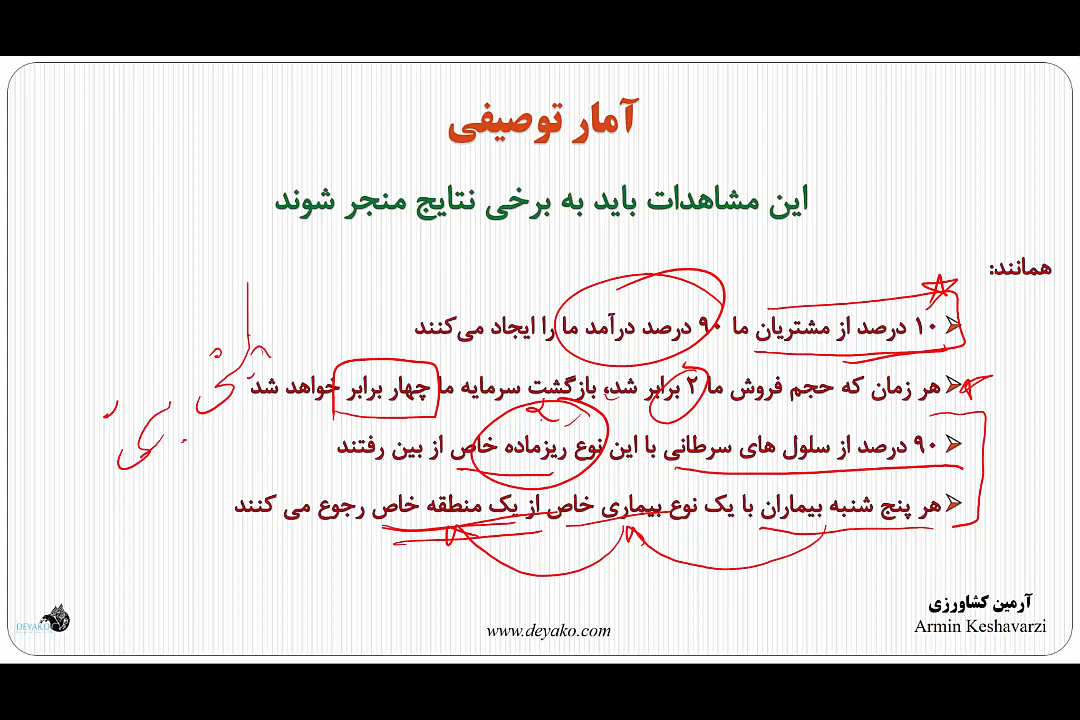 آمار توصیفی
این مشاهدات باید به برخی نتایج منجر شوند
همانند:
۱۰ درصد از مشتریان ما ۹۰ درصد درآمد ما را ایجاد می‌کنند
هر زمان که حجم فروش ما ۲ برابر شد، بازگشت سرمایه ما چهار برابر خواهد شد
۹۰ درصد از سلول های سرطانی با این نوع ریزماده خاص از بین رفتند
هر پنج شنبه بیماران با یک نوع بیماری خاص از یک منطقه خاص رجوع می کنند
آرمین کشاورزی
Armin Keshavarzi
www.deyako.com
DEYAKO